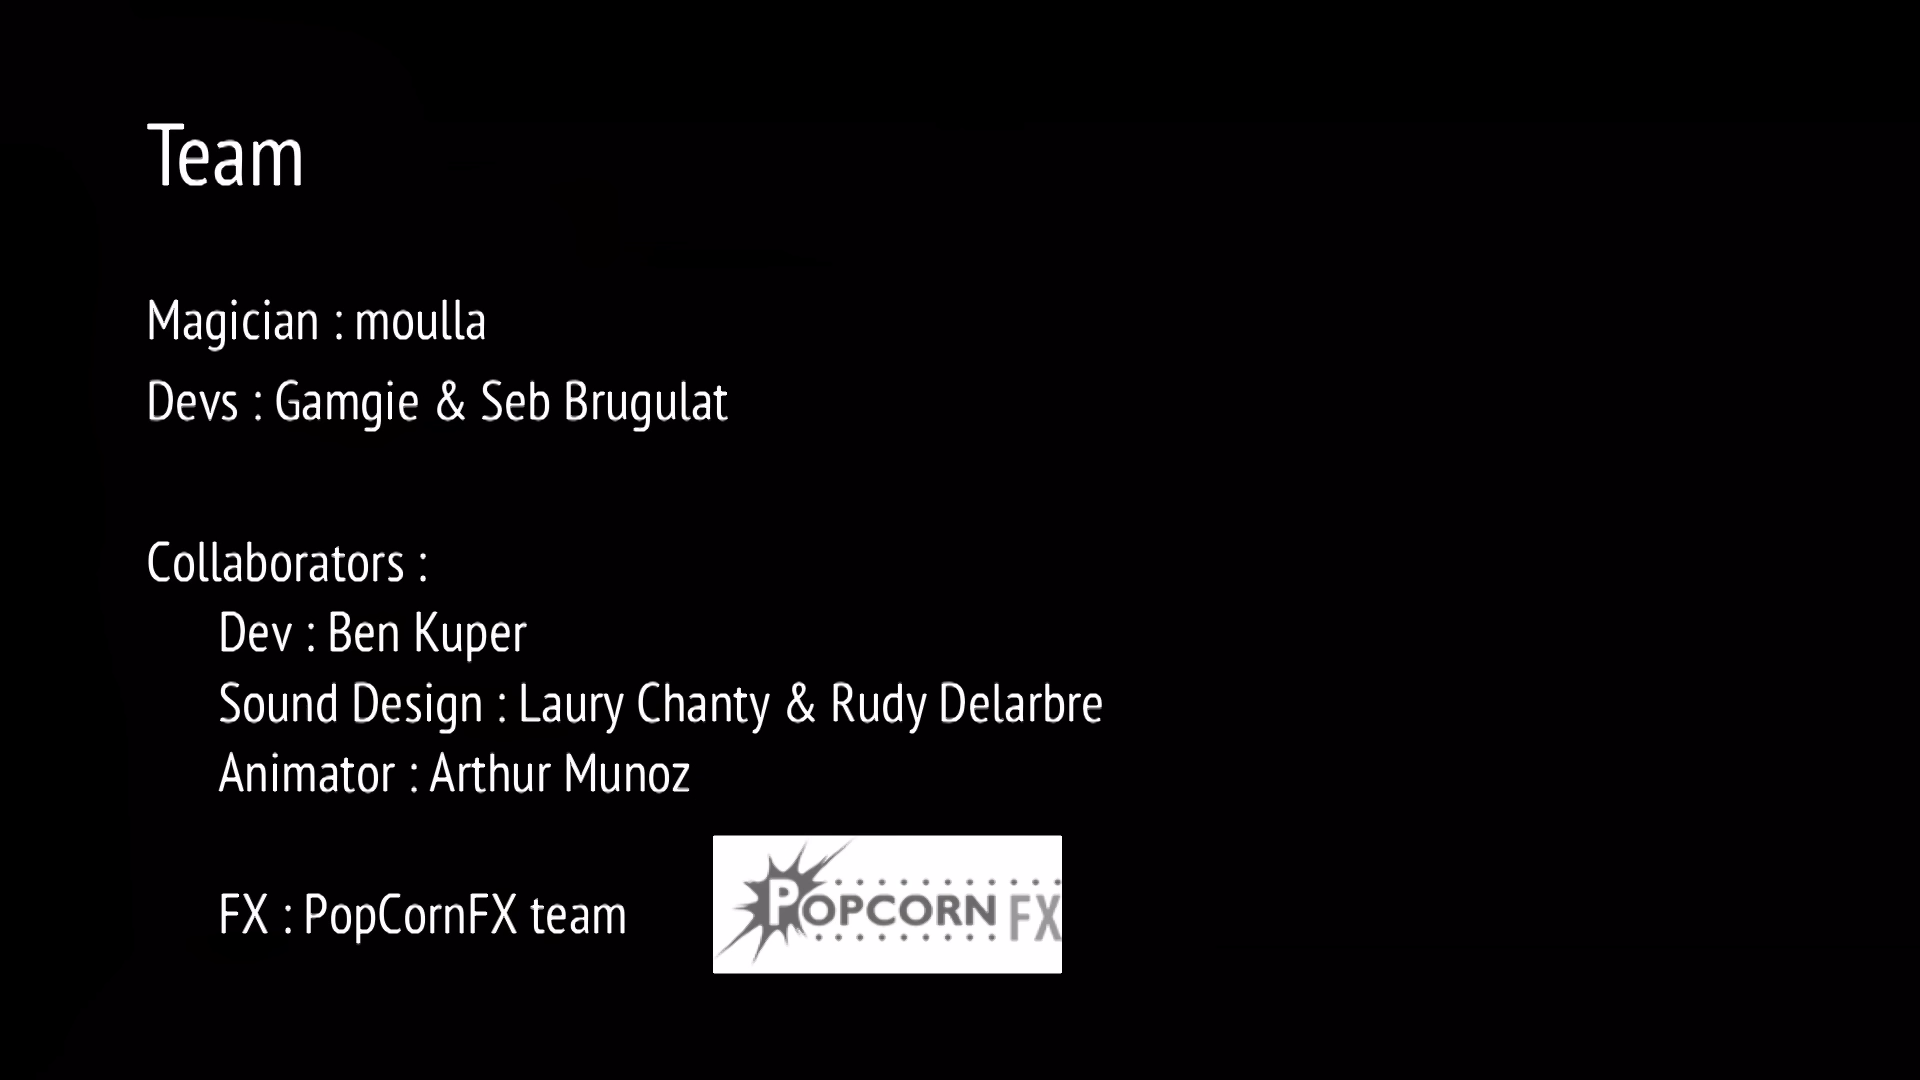 Team
Magician : moulla
Devs : Gamgie & Seb Brugulat
Collaborators :
Dev : Ben Kuper
Sound Design : Laury Chanty & Rudy Delarbre
Animator : Arthur Munoz
FX : PopCornFX team
POPCORN FX